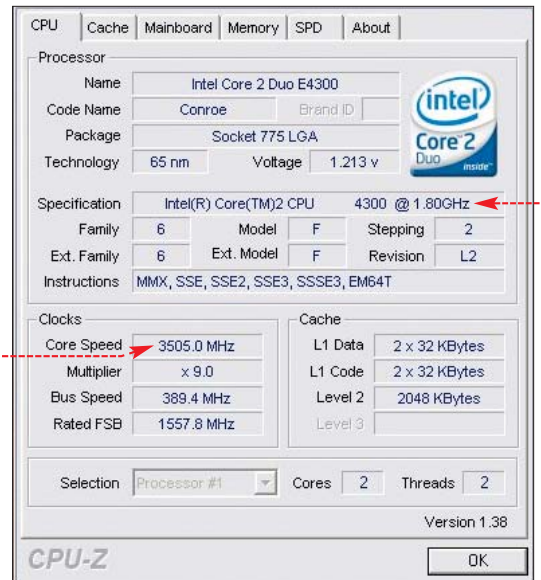 CPU Cache Mainboard Memory SPD About
Processor
Name Intel Core 2 Duo E4300
Code Name Conroe Brand ID
Package Socket 775 LGA
Technology 65 nm Voltage 1.213 v
intel
Core 2
Duo inside™
Specification Intel(R) Core(TM)2 CPU 4300 @ 1.80GHz
Family 6 Model F Stepping 2
Ext. Family 6 Ext. Model F Revision L2
Instructions MMX, SSE, SSE2, SSE3, SSSE3, EM64T
Clocks
Core Speed 3505.0 MHz
Multiplier x 9.0
Bus Speed 389.4 MHz
Rated FSB 1557.8 MHz
Cache
L1 Data 2 x 32 KBytes
L1 Code 2 x 32 KBytes
Level 2 2048 KBytes
Level 3
Selection Processor #1 Cores 2 Threads 2
Version 1.38
CPU-Z OK